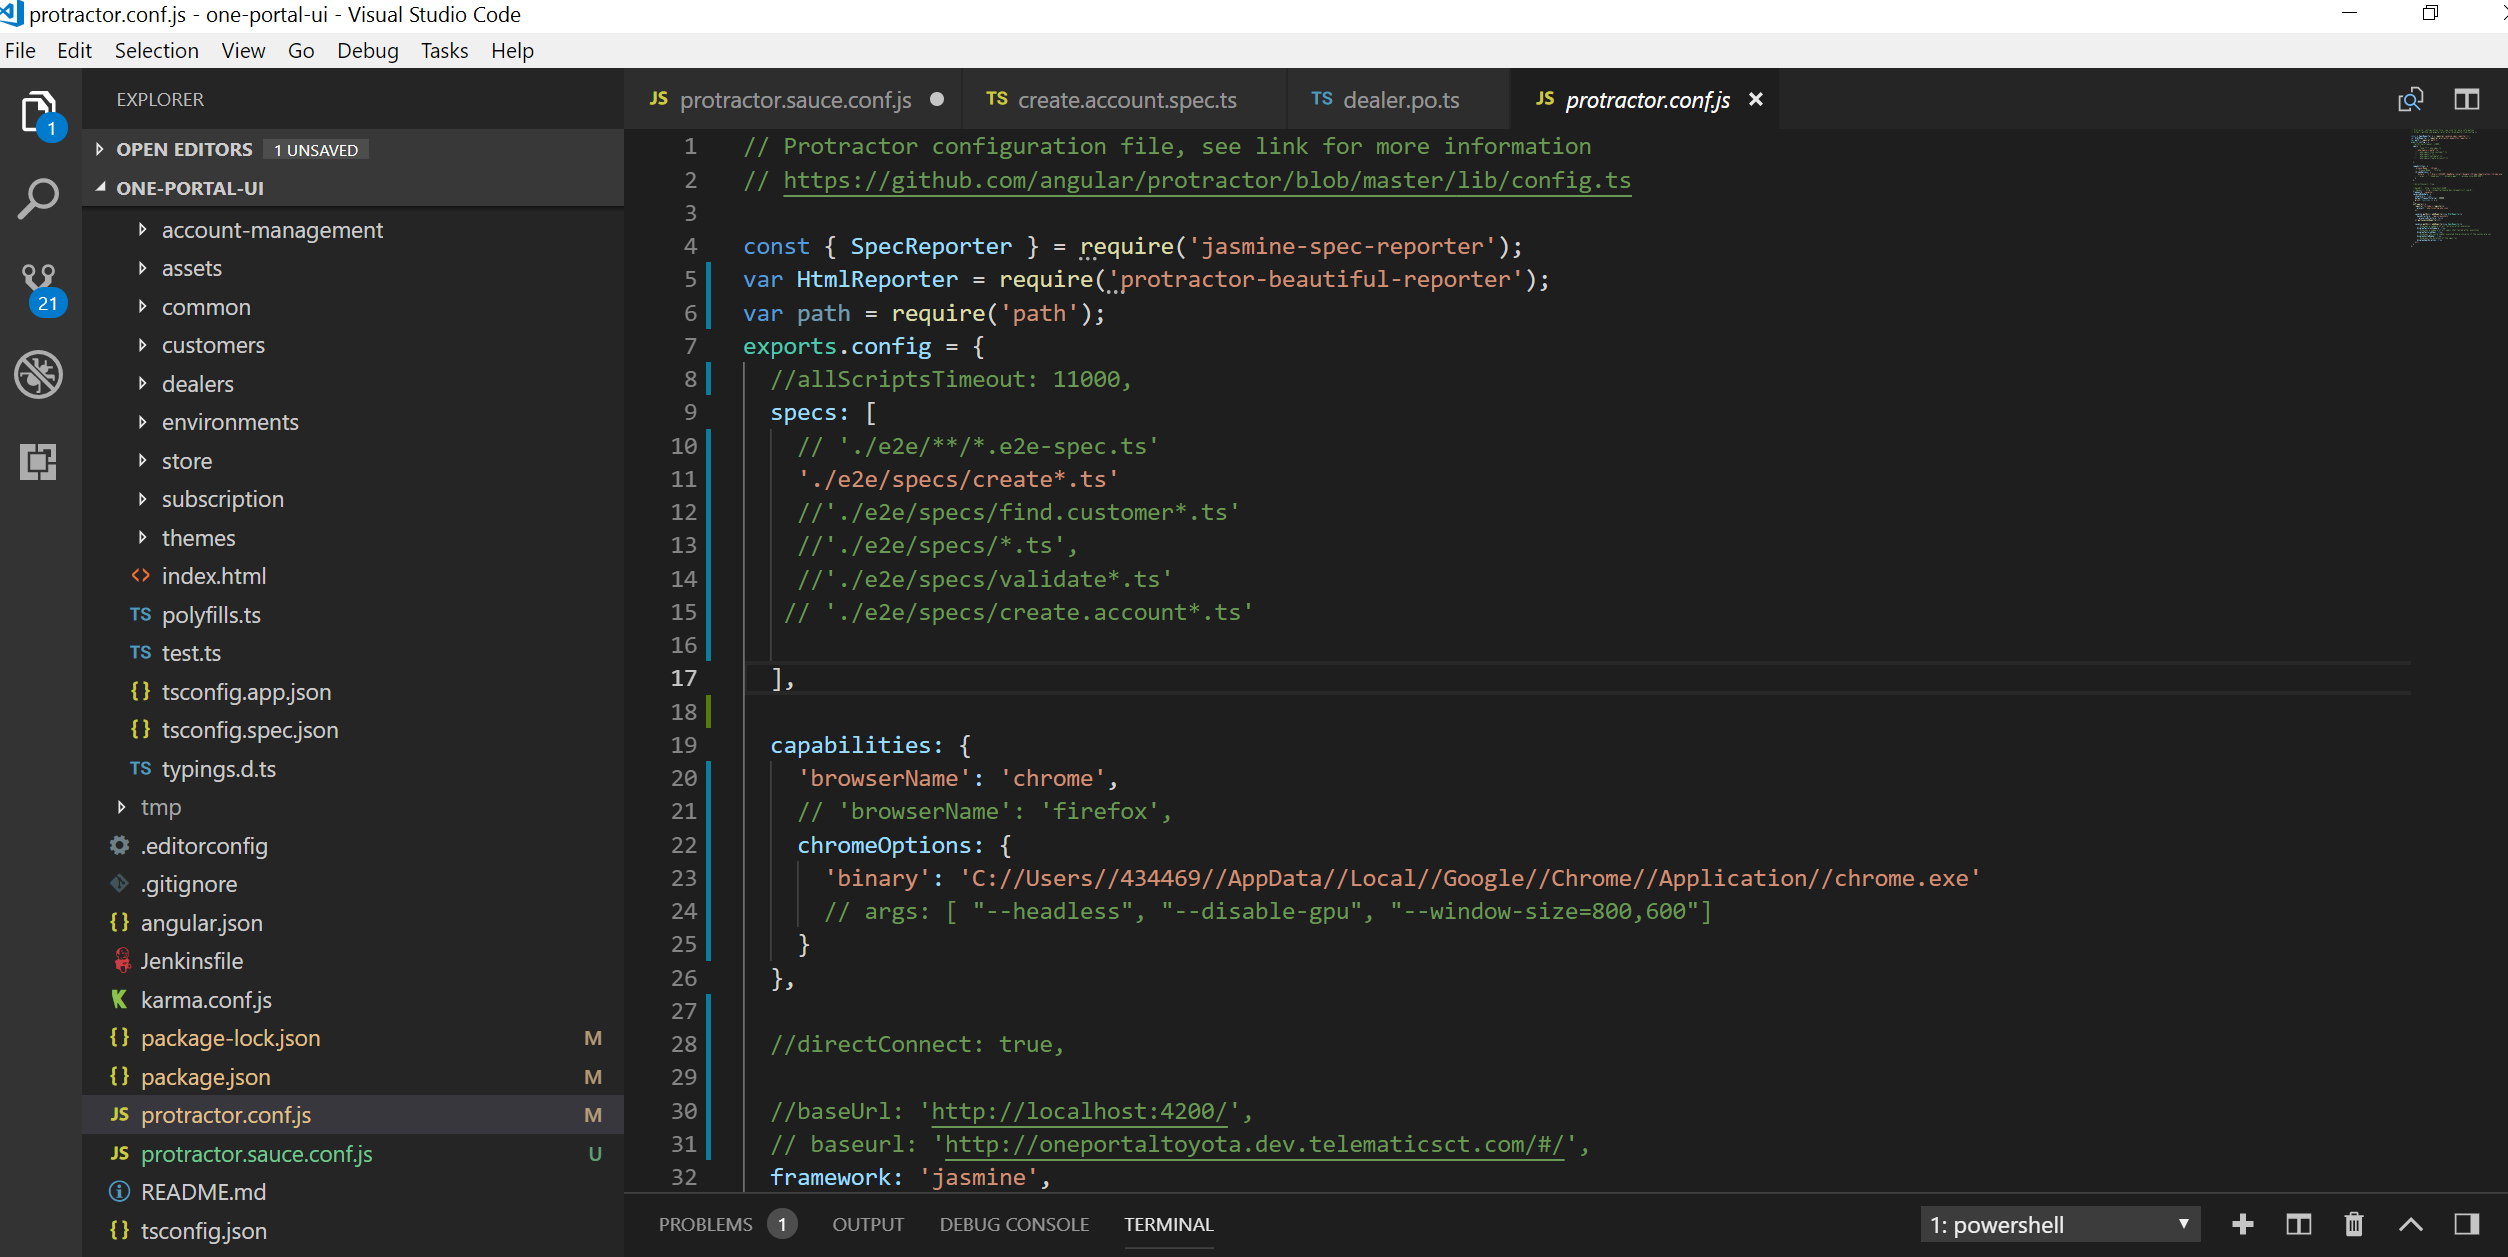 protractor.conf.js - one-portal-ui - Visual Studio Code
File Edit Selection View Go Debug Tasks Help
EXPLORER
1
OPEN EDITORS 1 UNSAVED
ONE-PORTAL-UI
21
account-management
assets
common
customers
dealers
environments
store
subscription
themes
<> index.html
TS polyfills.ts
TS test.ts
{} tsconfig.app.json
{} tsconfig.spec.json
TS typings.d.ts
tmp
.editorconfig
.gitignore
{} angular.json
Jenkinsfile
K karma.conf.js
{} package-lock.json M
{} package.json M
JS protractor.conf.js M
JS protractor.sauce.conf.js U
README.md
{} tsconfig.json
JS protractor.sauce.conf.js TS create.account.spec.ts TS dealer.po.ts JS protractor.conf.js
1 // Protractor configuration file, see link for more information
2 // https://github.com/angular/protractor/blob/master/lib/config.ts
3
4 const { SpecReporter } = require('jasmine-spec-reporter');
5 var HtmlReporter = require('protractor-beautiful-reporter');
6 var path = require('path');
7 exports.config = {
8 //allScriptsTimeout: 11000,
9 specs: [
10 // './e2e/**/*.e2e-spec.ts'
11 './e2e/specs/create*.ts'
12 //'./e2e/specs/find.customer*.ts'
13 //'./e2e/specs/*.ts',
14 //'./e2e/specs/validate*.ts'
15 // './e2e/specs/create.account*.ts'
16
17 ],
18
19 capabilities: {
20 'browserName': 'chrome',
21 // 'browserName': 'firefox',
22 chromeOptions: {
23 'binary': 'C://Users//434469//AppData//Local//Google//Chrome//Application//chrome.exe'
24 // args: [ "--headless", "--disable-gpu", "--window-size=800,600"]
25 }
26 },
27
28 //directConnect: true,
29
30 //baseUrl: 'http://localhost:4200/',
31 // baseurl: 'http://oneportaltoyota.dev.telematicsct.com/#/',
32 framework: 'jasmine',
PROBLEMS 1 OUTPUT DEBUG CONSOLE TERMINAL 1: powershell